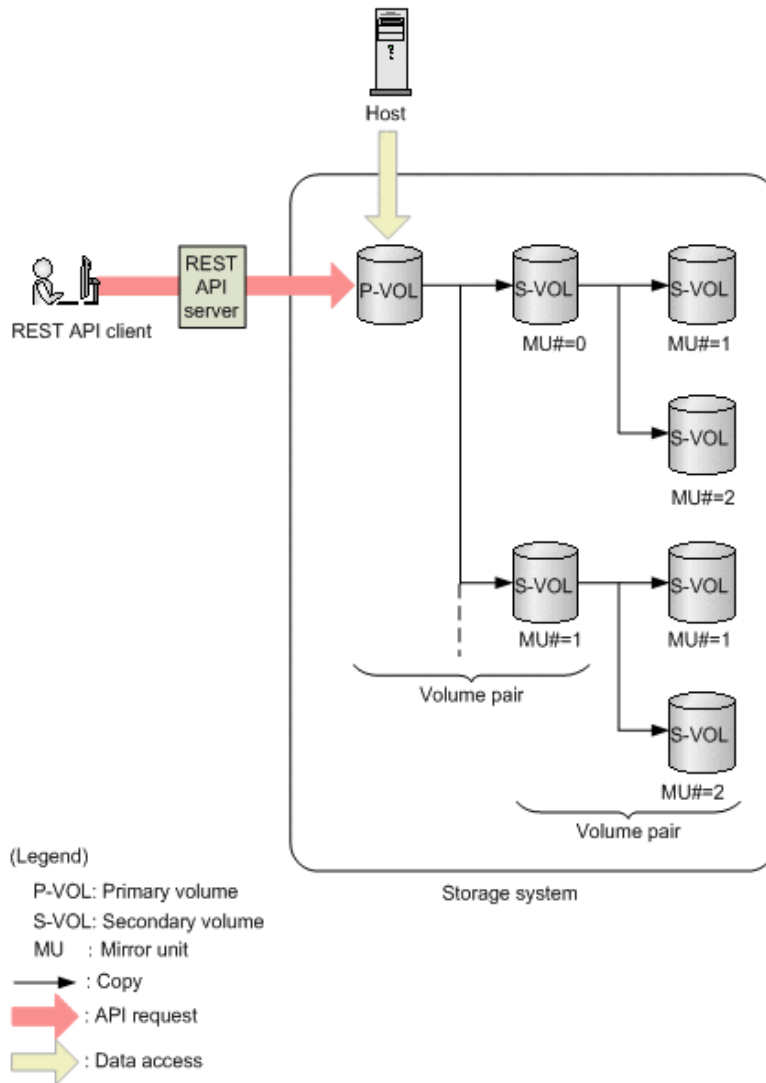 Host
REST
API
server
REST API client
P-VOL
S-VOL
S-VOL
MU#=0
MU#=1
S-VOL
MU#=2
S-VOL
S-VOL
MU#=1
MU#=1
Volume pair
S-VOL
MU#=2
Volume pair
Storage system
(Legend)
P-VOL: Primary volume
S-VOL: Secondary volume
MU : Mirror unit
: Copy
: API request
: Data access